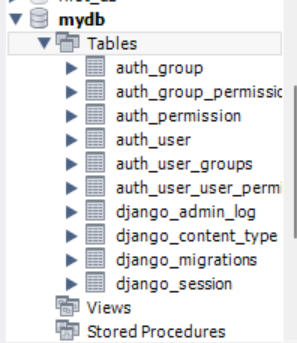 mydb
Tables
auth_group
auth_group_permissic
auth_permission
auth_user
auth_user_groups
auth_user_user_permi
django_admin_log
django_content_type
django_migrations
django_session
Views
Stored Procedures